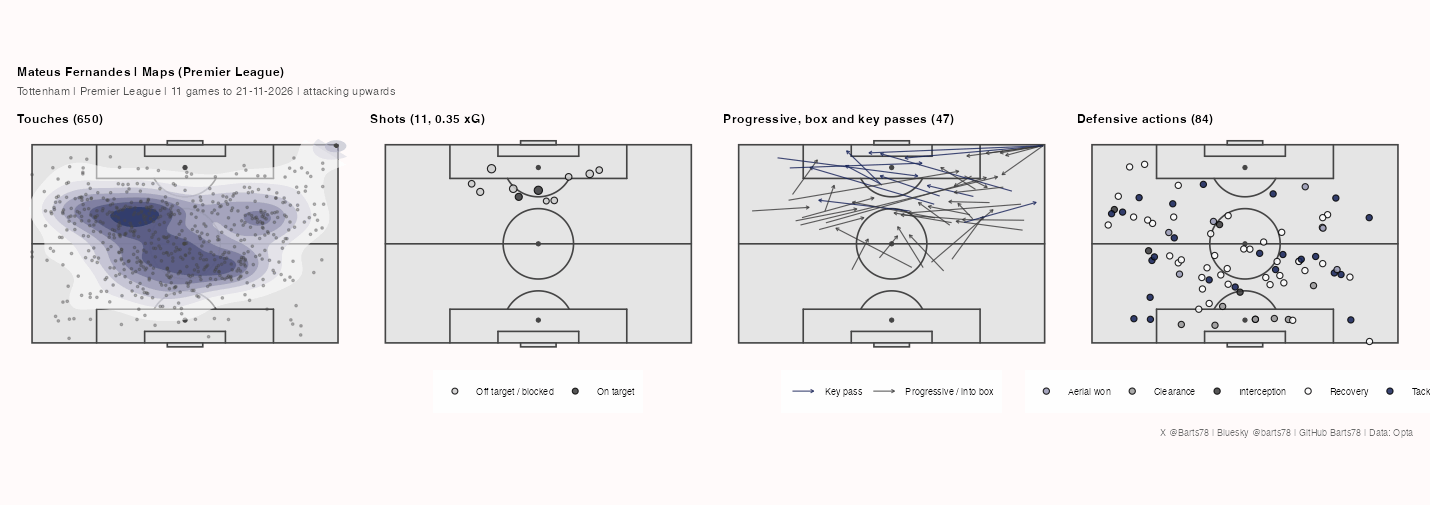 Mateus Fernandes | Maps (Premier League)
Tottenham | Premier League | 11 games to 21-11-2026 | attacking upwards
Touches (650)
Shots (11, 0.35 xG)
Progressive, box and key passes (47)
Defensive actions (84)
Off target / blocked
On target
Key pass
Progressive / into box
Aerial won
Clearance
Interception
Recovery
Tack
X @Barts78 | Bluesky @barts78 | GitHub Barts78 | Data: Opta